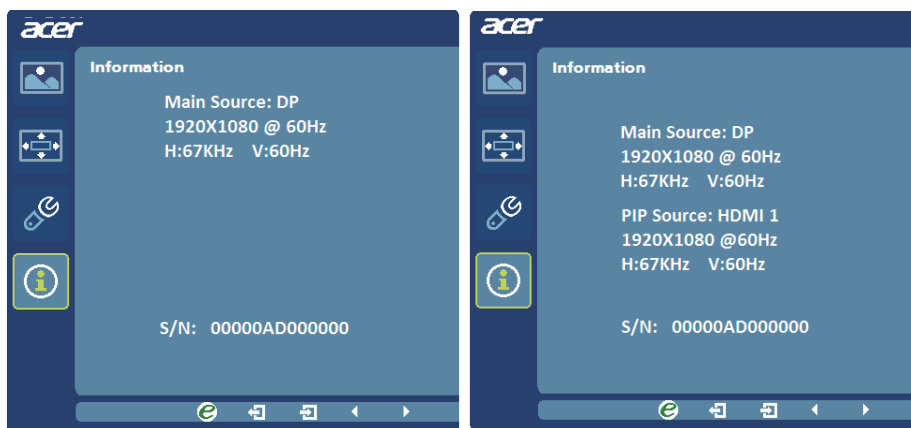 acer
Information
Main Source: DP
1920X1080 @ 60Hz
H:67KHz V:60Hz
S/N: 00000AD000000
acer
Information
Main Source: DP
1920X1080 @ 60Hz
H:67KHz V:60Hz
PIP Source: HDMI 1
1920X1080 @60Hz
H:67KHz V:60Hz
S/N: 00000AD000000